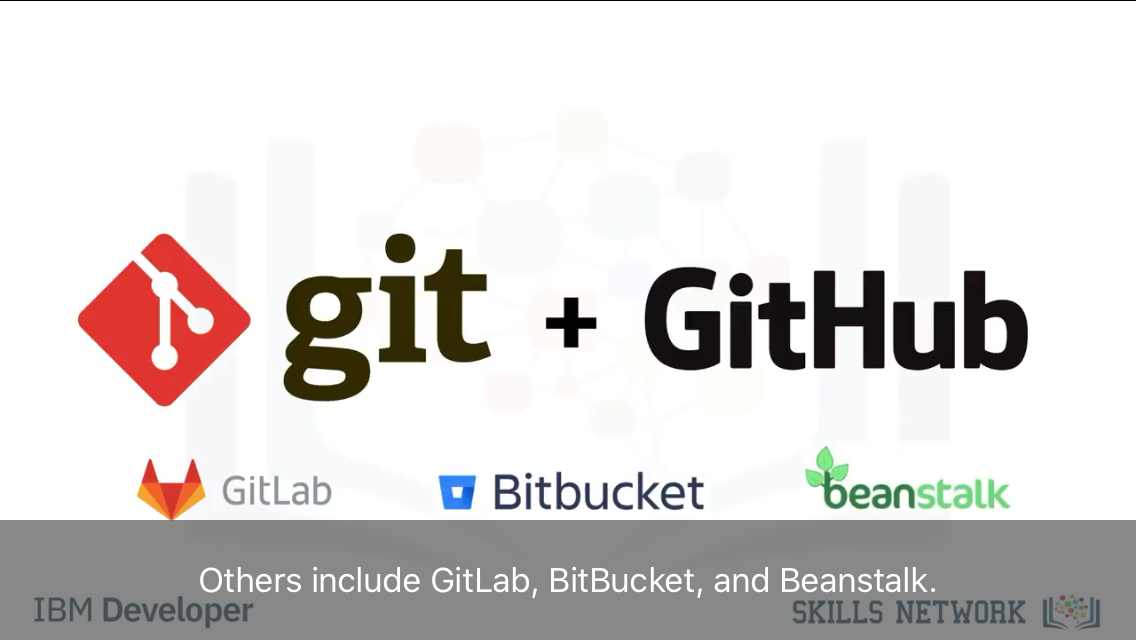 git + GitHub
GitLab Bitbucket beanstalk
Others include GitLab, BitBucket, and Beanstalk.
IBM Developer SKILLS NETWORK